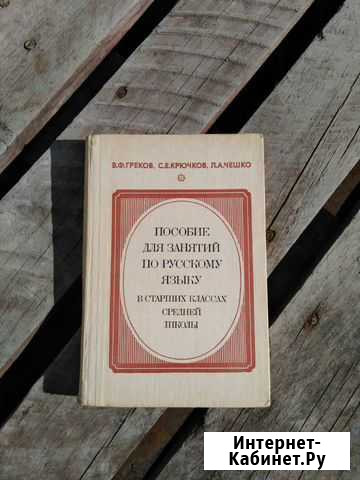 В.Ф.ГРЕКОВ, С.Е.КРЮЧКОВ, Л.А.ЧЕШКО
ПОСОБИЕ
ДЛЯ ЗАНЯТИЙ
ПО РУССКОМУ
ЯЗЫКУ
В СТАРШИХ КЛАССАХ
СРЕДНЕЙ
ШКОЛЫ
Интернет-
Кабинет.Ру